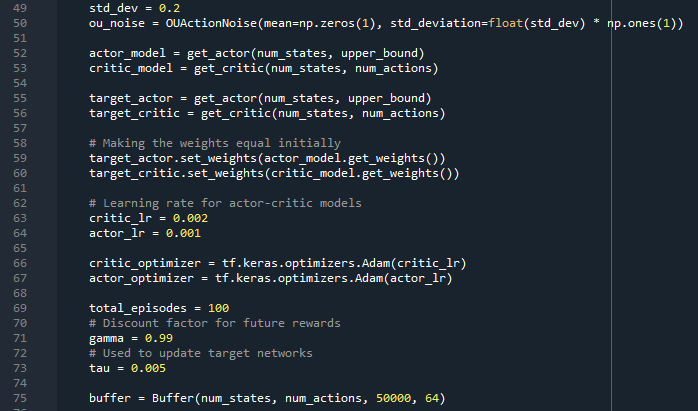 49 std_dev = 0.2
50 ou_noise = OUActionNoise(mean=np.zeros(1), std_deviation=float(std_dev) * np.ones(1))
51
52 actor_model = get_actor(num_states, upper_bound)
53 critic_model = get_critic(num_states, num_actions)
54
55 target_actor = get_actor(num_states, upper_bound)
56 target_critic = get_critic(num_states, num_actions)
57
58 # Making the weights equal initially
59 target_actor.set_weights(actor_model.get_weights())
60 target_critic.set_weights(critic_model.get_weights())
61
62 # Learning rate for actor-critic models
63 critic_lr = 0.002
64 actor_lr = 0.001
65
66 critic_optimizer = tf.keras.optimizers.Adam(critic_lr)
67 actor_optimizer = tf.keras.optimizers.Adam(actor_lr)
68
69 total_episodes = 100
70 # Discount factor for future rewards
71 gamma = 0.99
72 # Used to update target networks
73 tau = 0.005
74
75 buffer = Buffer(num_states, num_actions, 50000, 64)